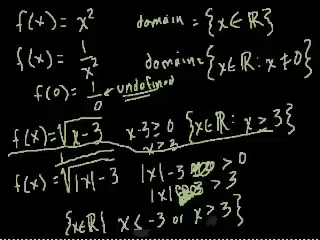 f(x) = x² domain = {x∈ℝ}
f(x) = 1/x² domain = {x∈ℝ: x≠0}
f(0) = 1/0 ← undefined
f(x) = √(x-3) x-3 ≥ 0 {x∈ℝ: x ≥ 3}
x ≥ 3
f(x) = 1/√(|x|-3) |x|-3 > 0
|x| > 3
{x∈ℝ| x ≤ -3 or x > 3}